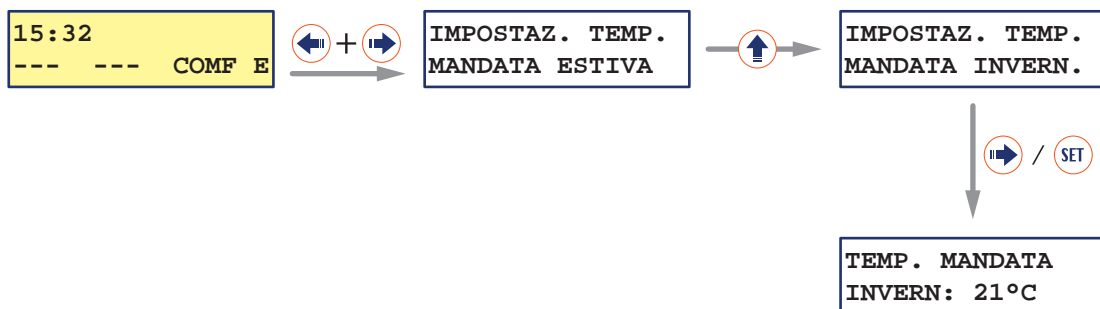 15:32
--- --- COMF E
+
IMPOSTAZ. TEMP.
MANDATA ESTIVA
IMPOSTAZ. TEMP.
MANDATA INVERN.
/ SET
TEMP. MANDATA
INVERN: 21°C